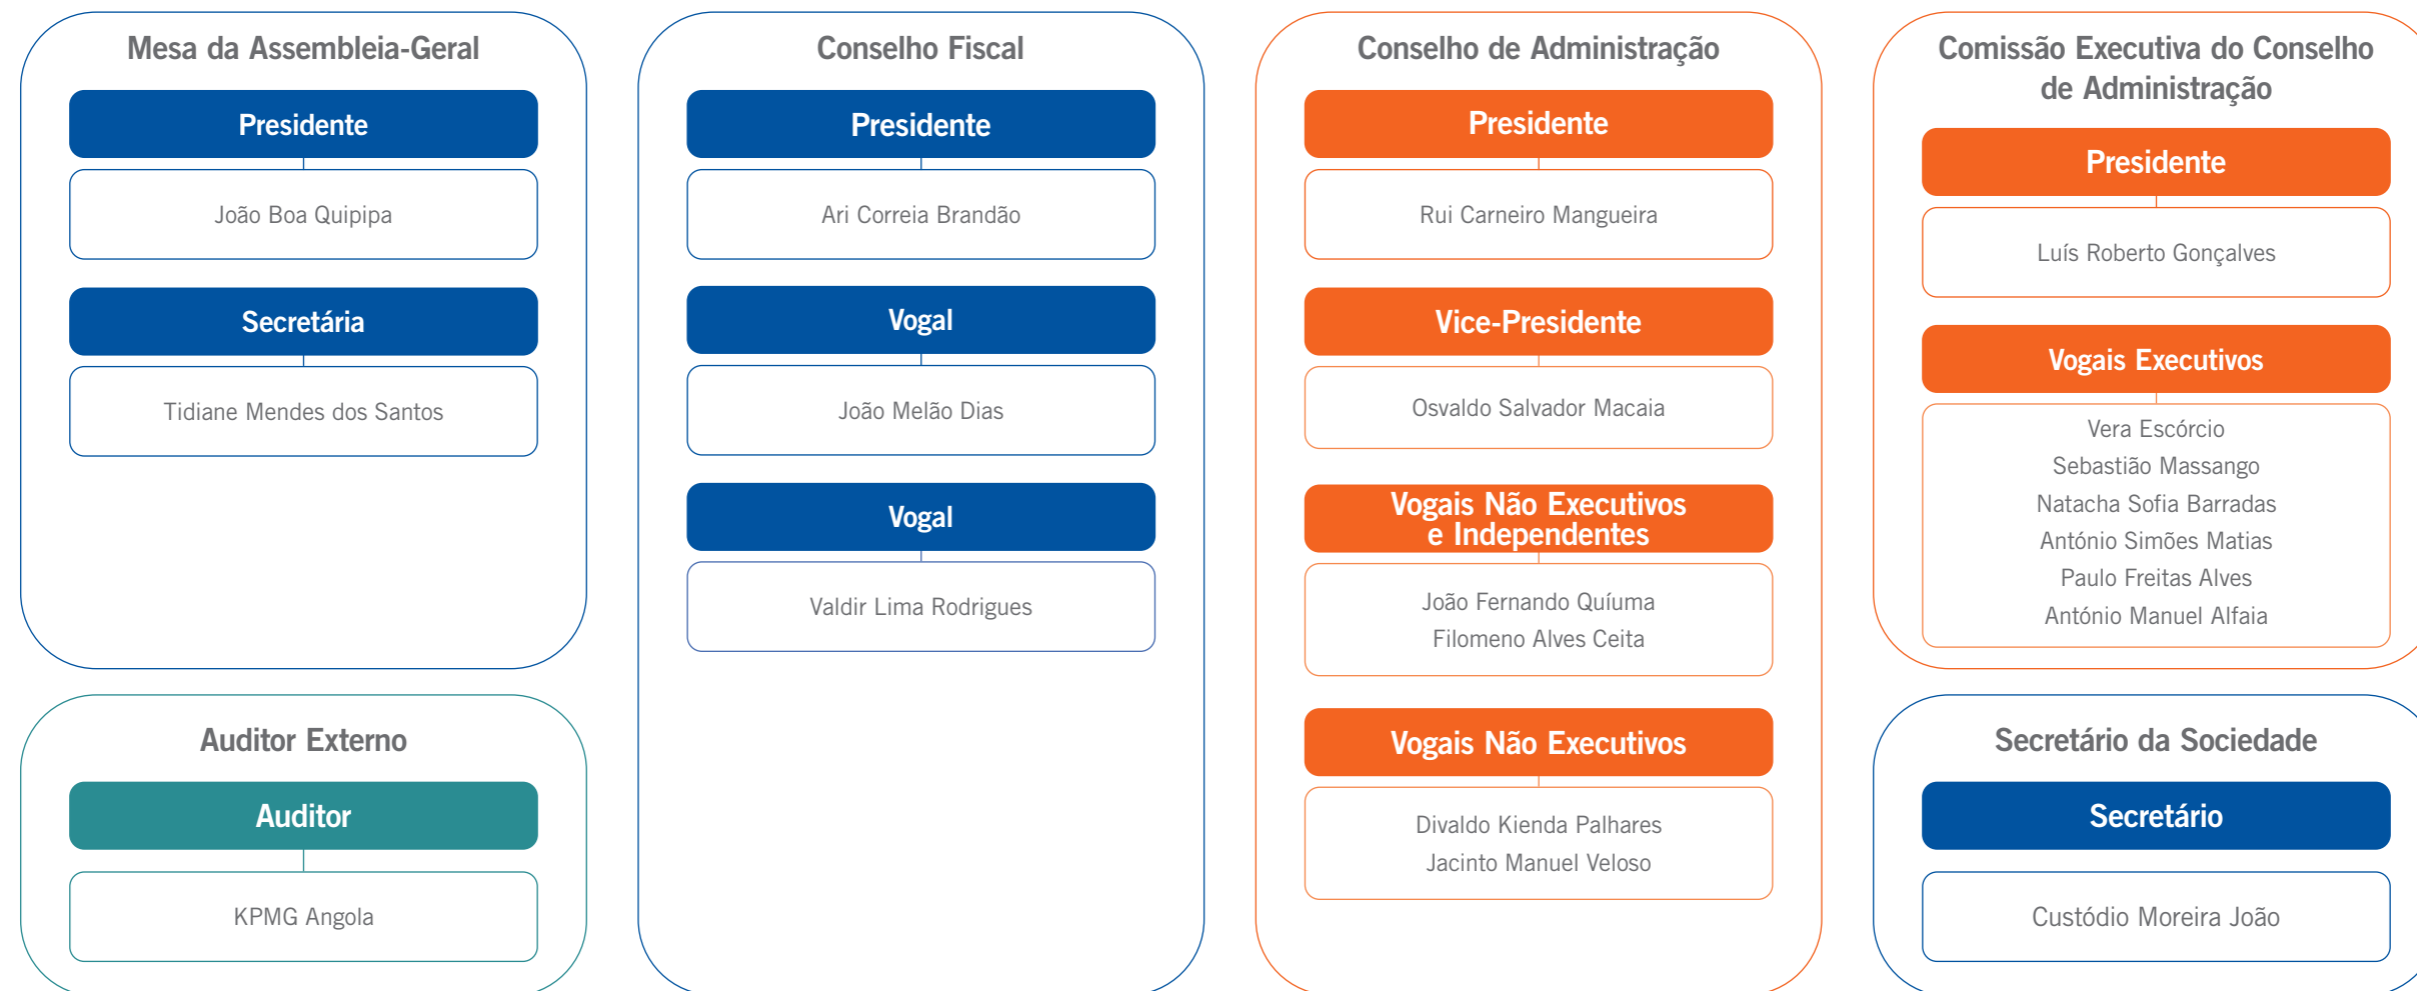 Mesa da Assembleia-Geral
Presidente
João Boa Quipipa
Secretária
Tidiane Mendes dos Santos
Auditor Externo
Auditor
KPMG Angola
Conselho Fiscal
Presidente
Ari Correia Brandão
Vogal
João Melão Dias
Vogal
Valdir Lima Rodrigues
Conselho de Administração
Presidente
Rui Carneiro Mangueira
Vice-Presidente
Osvaldo Salvador Macaia
Vogais Não Executivos
e Independentes
João Fernando Quíuma
Filomeno Alves Ceita
Vogais Não Executivos
Divaldo Kienda Palhares
Jacinto Manuel Veloso
Comissão Executiva do Conselho
de Administração
Presidente
Luís Roberto Gonçalves
Vogais Executivos
Vera Escórcio
Sebastião Massango
Natacha Sofia Barradas
António Simões Matias
Paulo Freitas Alves
António Manuel Alfaia
Secretário da Sociedade
Secretário
Custódio Moreira João